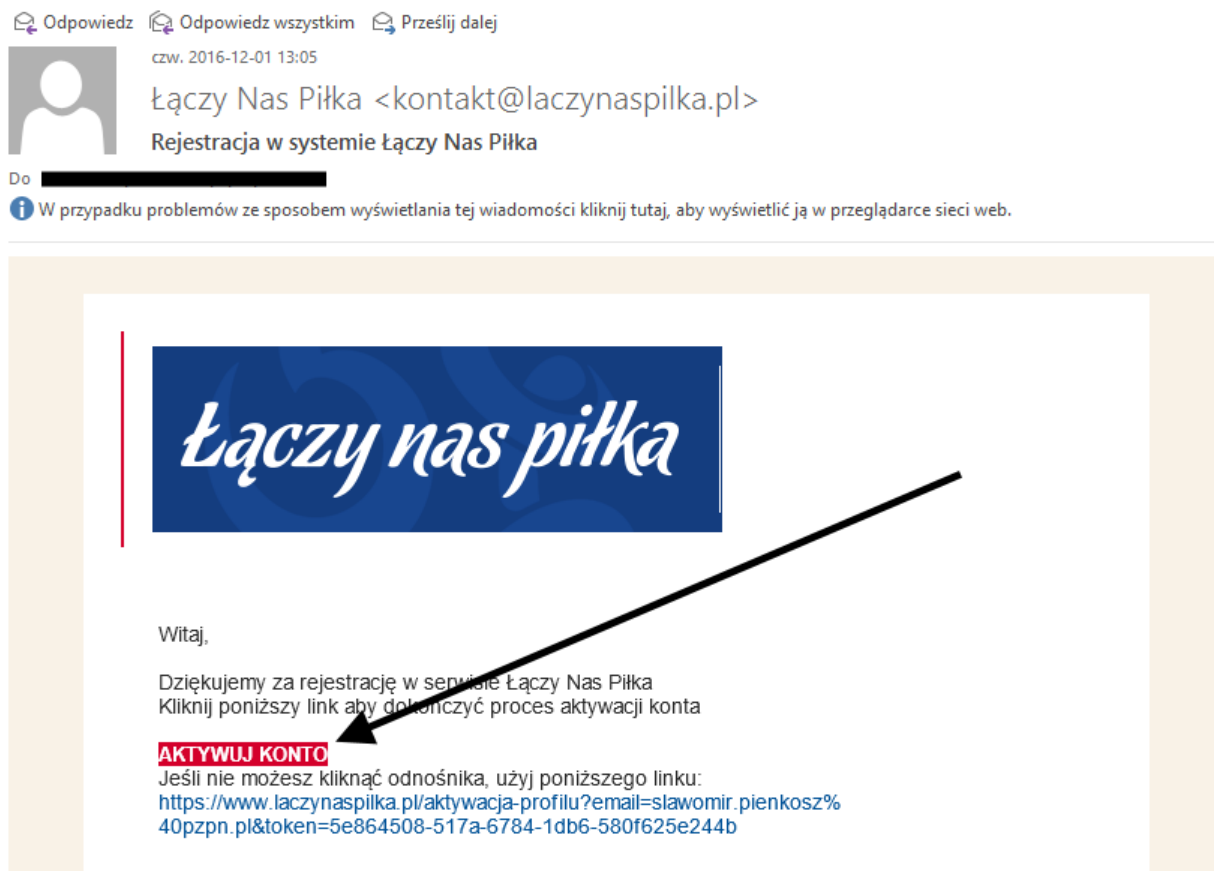 Odpowiedz Odpowiedz wszystkim Prześlij dalej
czw. 2016-12-01 13:05
Łączy Nas Piłka <kontakt@laczynaspilka.pl>
Rejestracja w systemie Łączy Nas Piłka
Do
W przypadku problemów ze sposobem wyświetlania tej wiadomości kliknij tutaj, aby wyświetlić ją w przeglądarce sieci web.
Łączy nas piłka
Witaj,
Dziękujemy za rejestrację w serwisie Łączy Nas Piłka
Kliknij poniższy link aby dokończyć proces aktywacji konta
AKTYWUJ KONTO
Jeśli nie możesz kliknąć odnośnika, użyj poniższego linku:
https://www.laczynaspilka.pl/aktywacja-profilu?email=slawomir.pienkosz%
40pzpn.pl&token=5e864508-517a-6784-1db6-580f625e244b